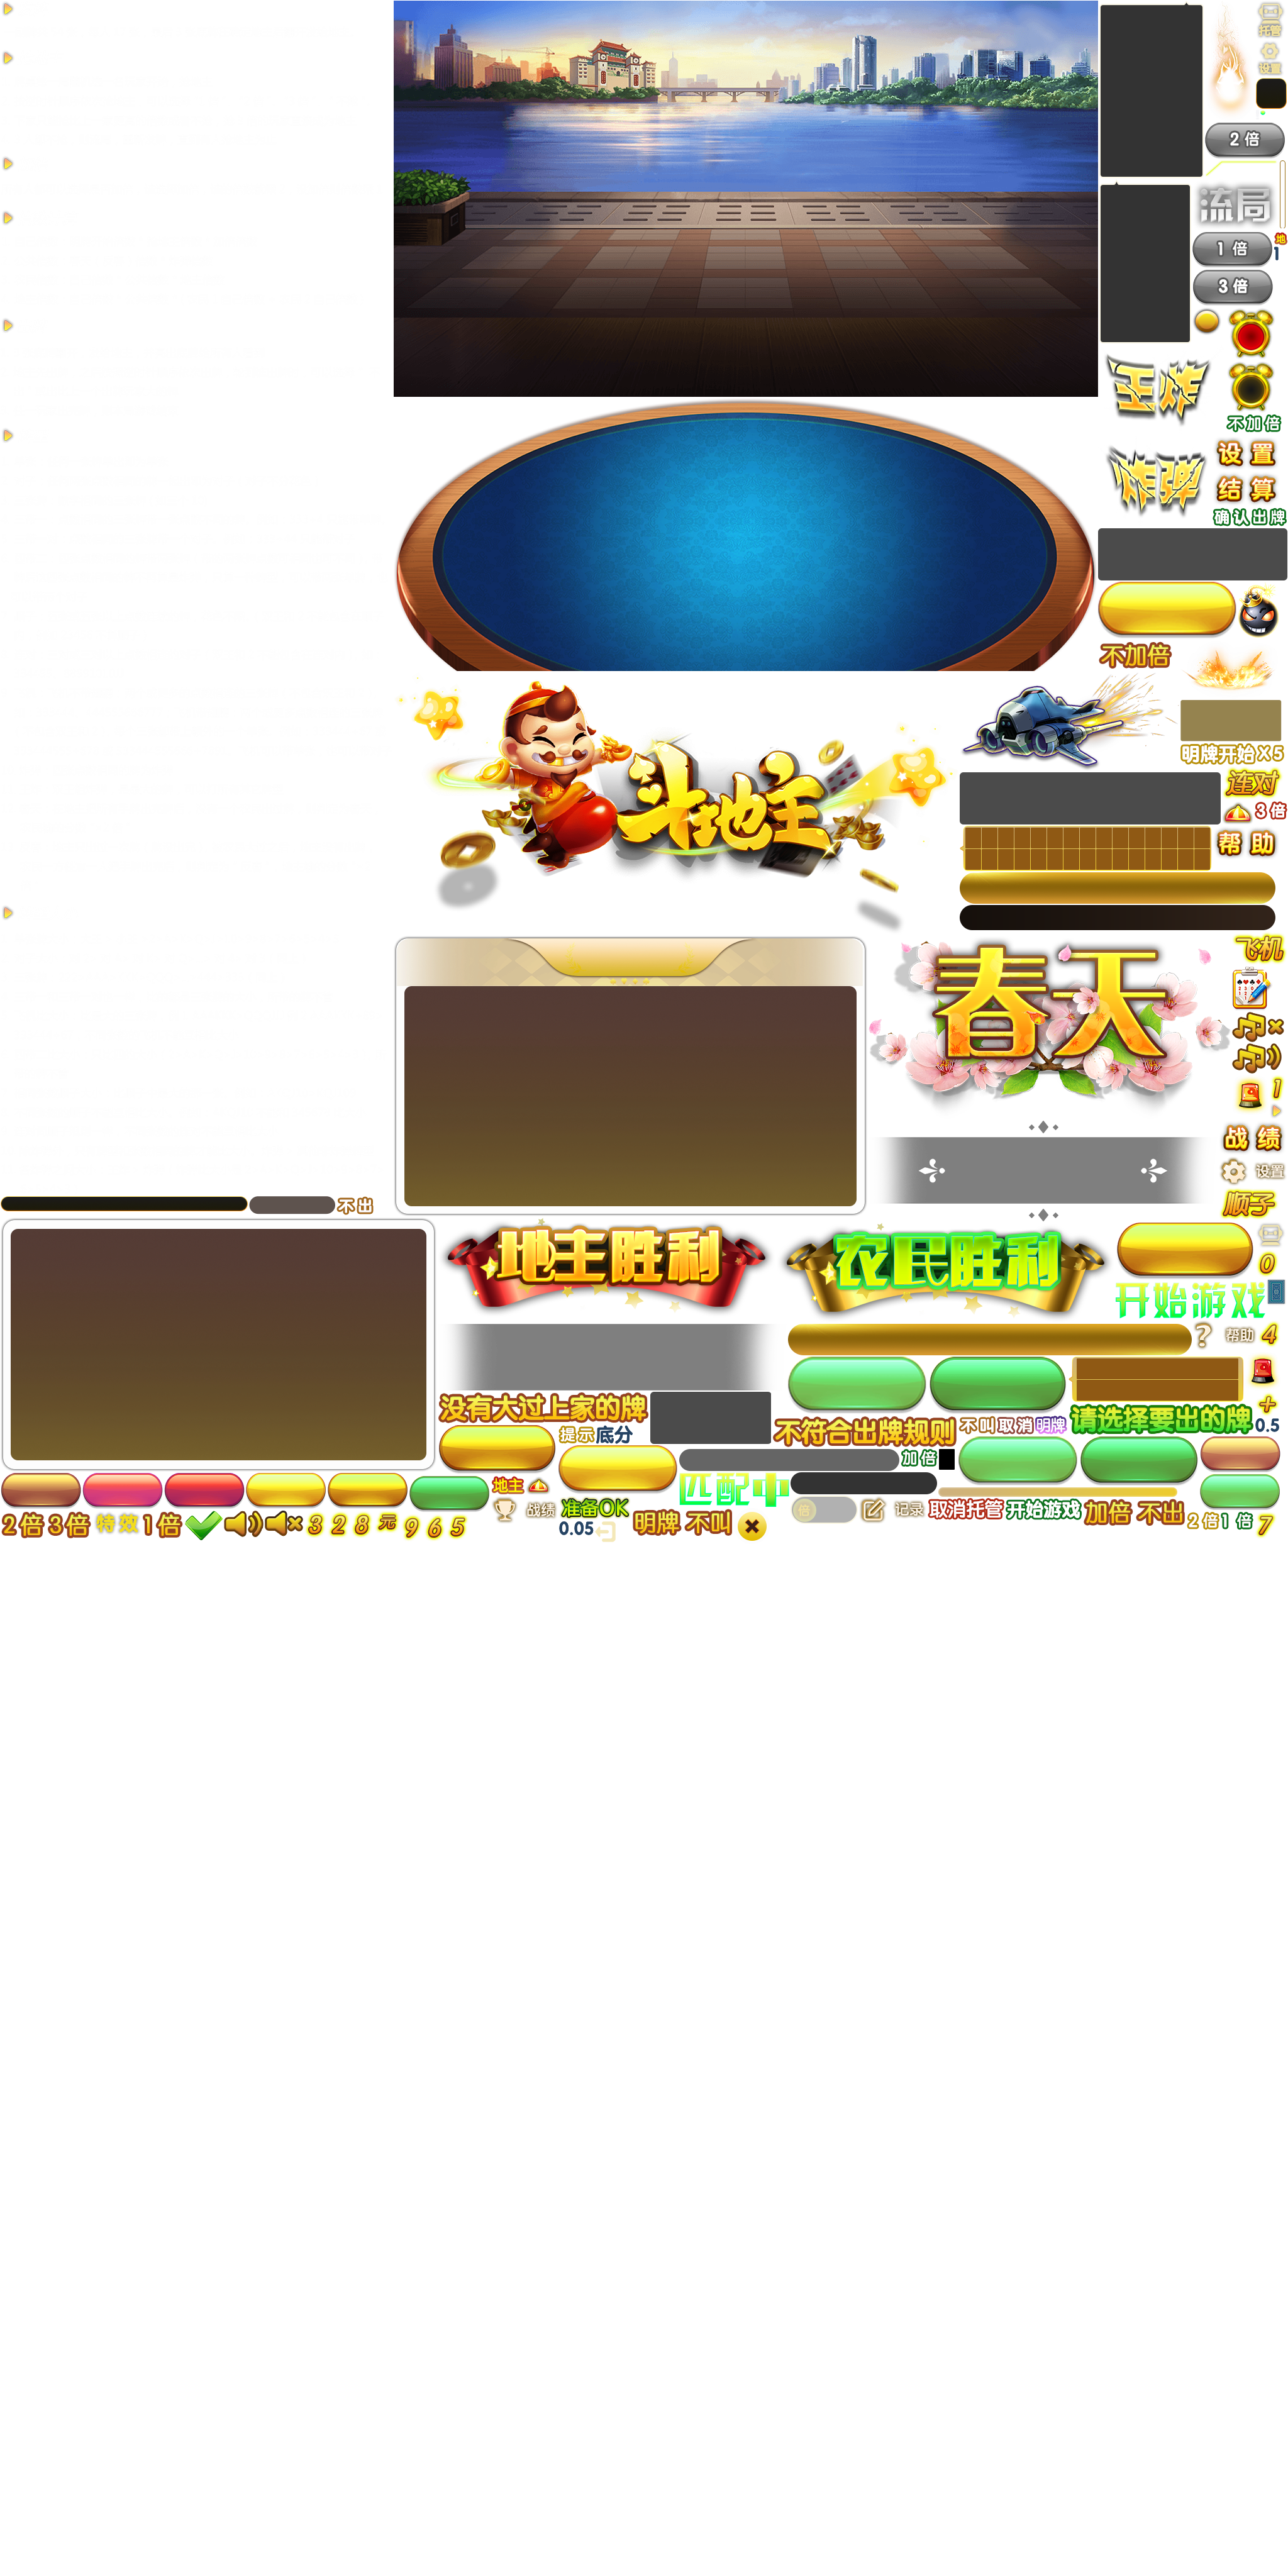 托管
设置
2 倍
流局
1 倍
地
1
3 倍
王炸
不加倍
炸弹
设置
结算
确认出牌
不加倍
斗地主
明牌开始X5
连对
3 倍
帮助
春天
飞机
1
战绩
设置
顺子
不出
地主胜利
农民胜利
0
开始游戏
帮助
4
没有大过上家的牌
提示
底分
不符合出牌规则
不叫
取消
明牌
请选择要出的牌
+
0.5
加倍
匹配中
地主
战绩
准备OK
倍
记录
取消托管
开始游戏
加倍
不出
2 倍
1 倍
7
2倍
3倍
特效
1倍
3
2
8
元
9
6
5
0.05
明牌
不叫